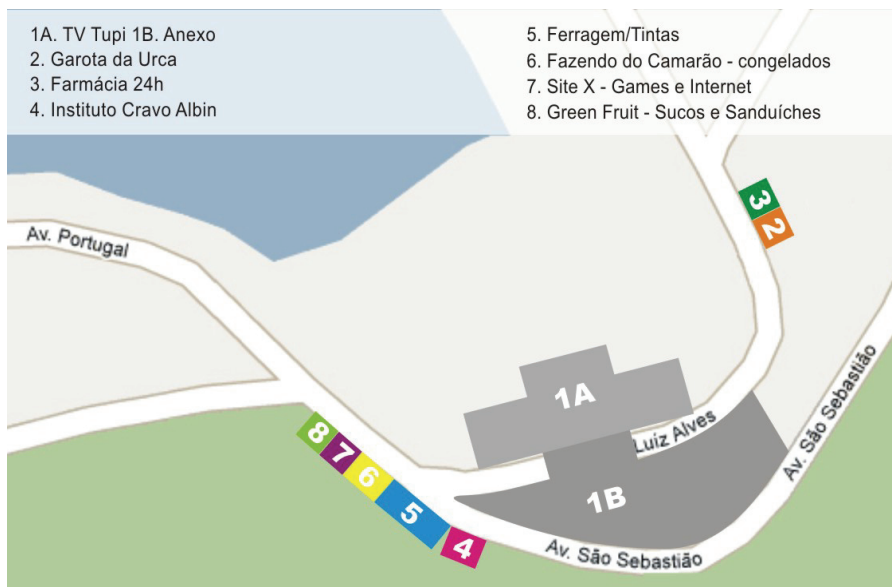 1A. TV Tupi 1B. Anexo
2. Garota da Urca
3. Farmácia 24h
4. Instituto Cravo Albin
5. Ferragem/Tintas
6. Fazendo do Camarão - congelados
7. Site X - Games e Internet
8. Green Fruit - Sucos e Sanduíches
3
2
Av. Portugal
1A
Luiz Alves
Av. São Sebastião
8
7
6
5
4
1B
Av. São Sebastião